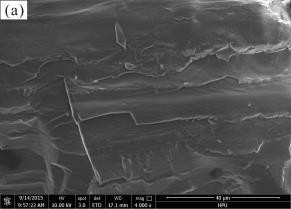 (a)
9/14/2015 HV spot det WD mag □ 40 μm
9:57:22 AM 10.00 kV 3.0 ETD 17.1 mm 4 000 x HPU